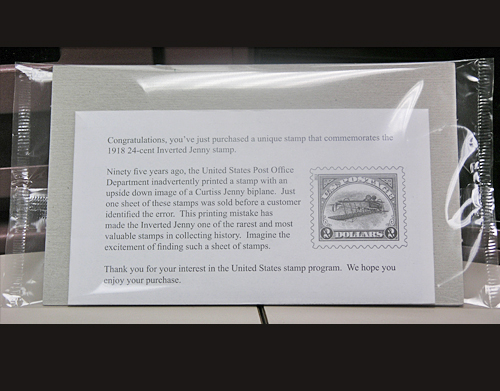 Congratulations, you've just purchased a unique stamp that commemorates the
1918 24-cent Inverted Jenny stamp.
Ninety five years ago, the United States Post Office
Department inadvertently printed a stamp with an
upside down image of a Curtiss Jenny biplane. Just
one sheet of these stamps was sold before a customer
identified the error. This printing mistake has
made the Inverted Jenny one of the rarest and most
valuable stamps in collecting history. Imagine the
excitement of finding such a sheet of stamps.
2 DOLLARS 2
Thank you for your interest in the United States stamp program. We hope you
enjoy your purchase.